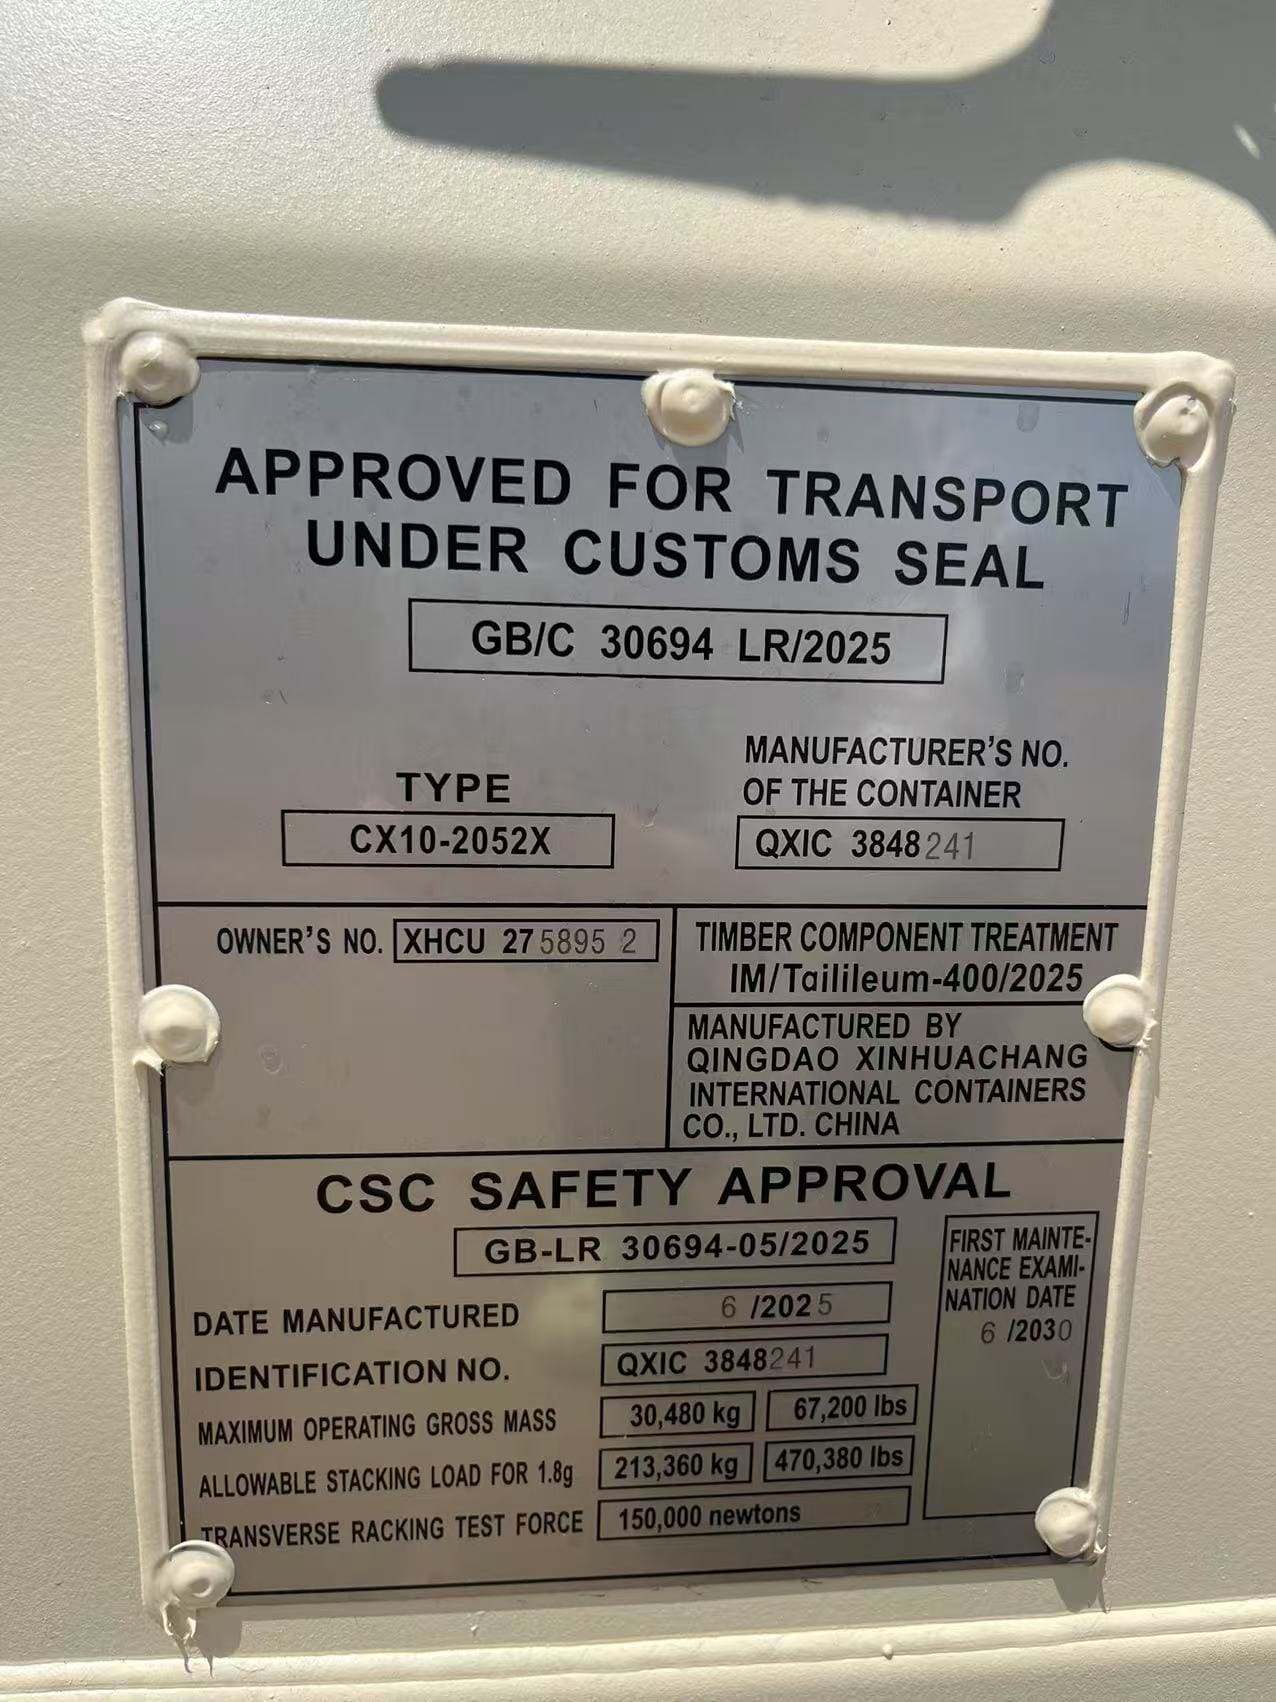 APPROVED FOR TRANSPORT
UNDER CUSTOMS SEAL
GB/C 30694 LR/2025
TYPE
CX10-2052X
MANUFACTURER'S NO.
OF THE CONTAINER
QXIC 3848241
OWNER'S NO. XHCU 275895 2
TIMBER COMPONENT TREATMENT
IM/Tailileum-400/2025
MANUFACTURED BY
QINGDAO XINHUACHANG
INTERNATIONAL CONTAINERS
CO., LTD. CHINA
CSC SAFETY APPROVAL
GB-LR 30694-05/2025
DATE MANUFACTURED 6 /2025
IDENTIFICATION NO. QXIC 3848241
MAXIMUM OPERATING GROSS MASS 30,480 kg 67,200 lbs
ALLOWABLE STACKING LOAD FOR 1.8g 213,360 kg 470,380 lbs
TRANSVERSE RACKING TEST FORCE 150,000 newtons
FIRST MAINTE-
NANCE EXAMI-
NATION DATE
6 /2030